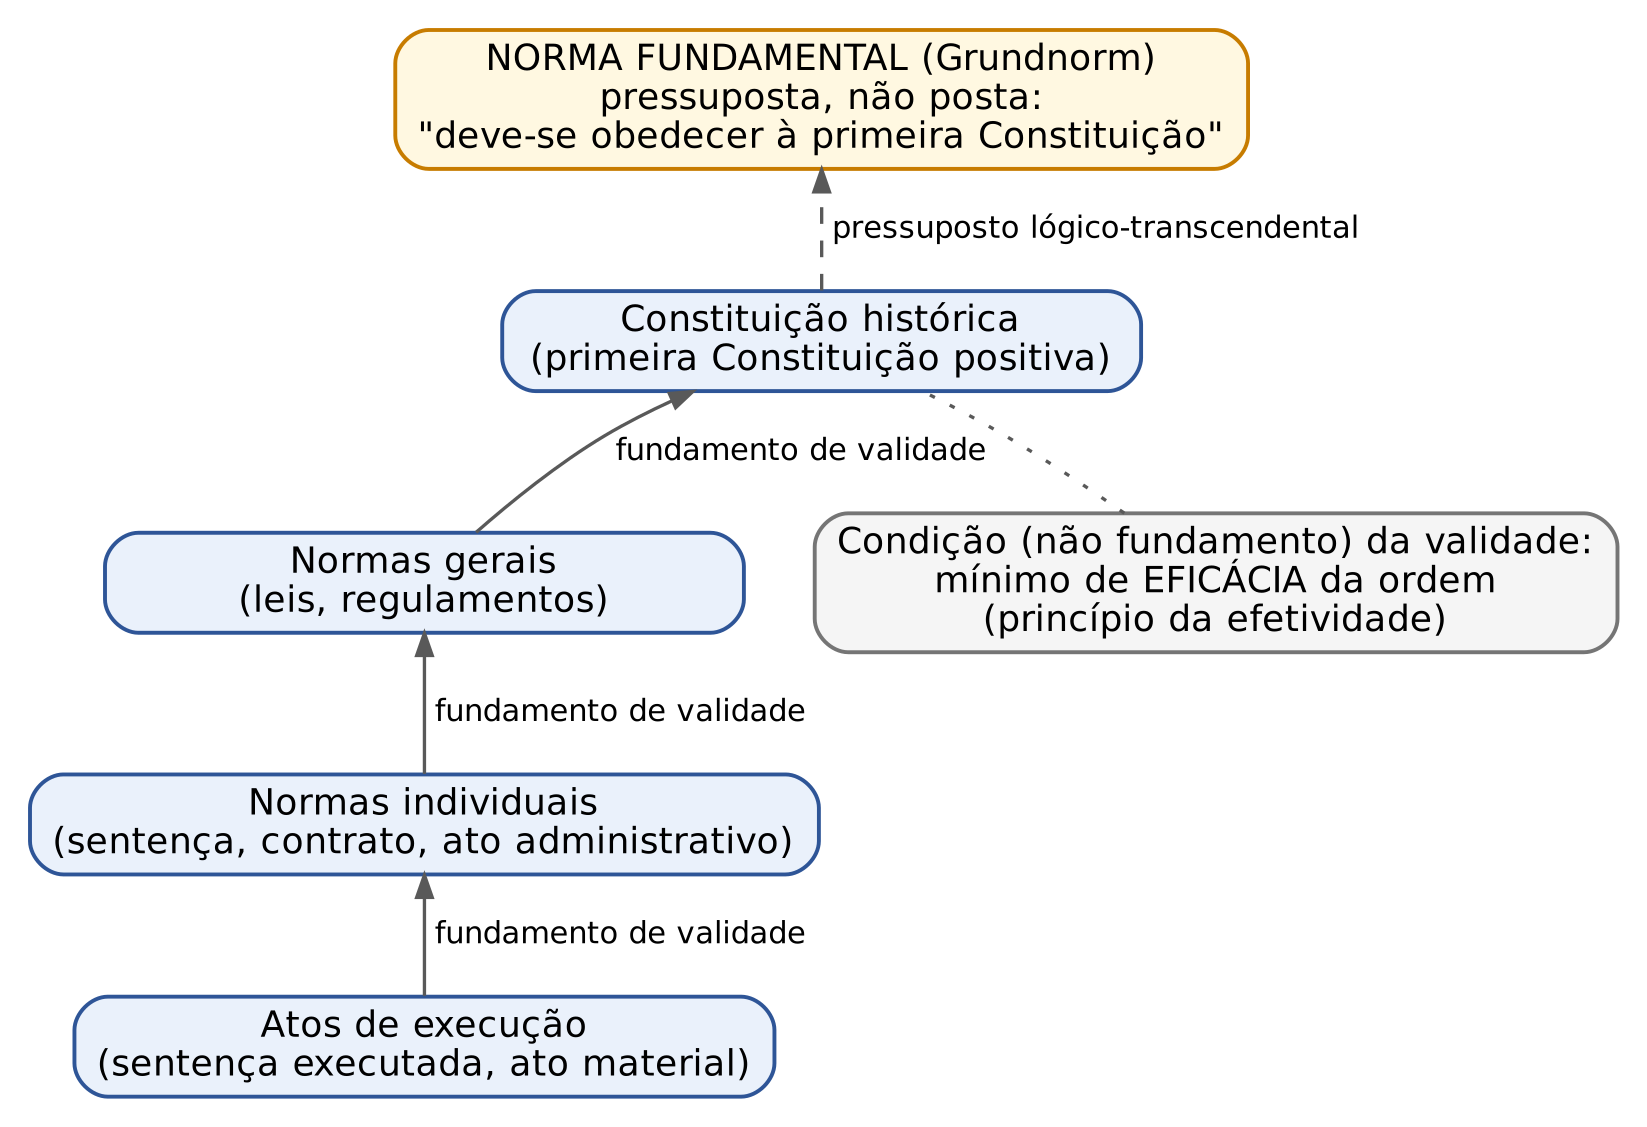 NORMA FUNDAMENTAL (Grundnorm)
pressuposta, não posta:
"deve-se obedecer à primeira Constituição"
pressuposto lógico-transcendental
Constituição histórica
(primeira Constituição positiva)
fundamento de validade
Normas gerais
(leis, regulamentos)
Condição (não fundamento) da validade:
mínimo de EFICÁCIA da ordem
(princípio da efetividade)
fundamento de validade
Normas individuais
(sentença, contrato, ato administrativo)
fundamento de validade
Atos de execução
(sentença executada, ato material)